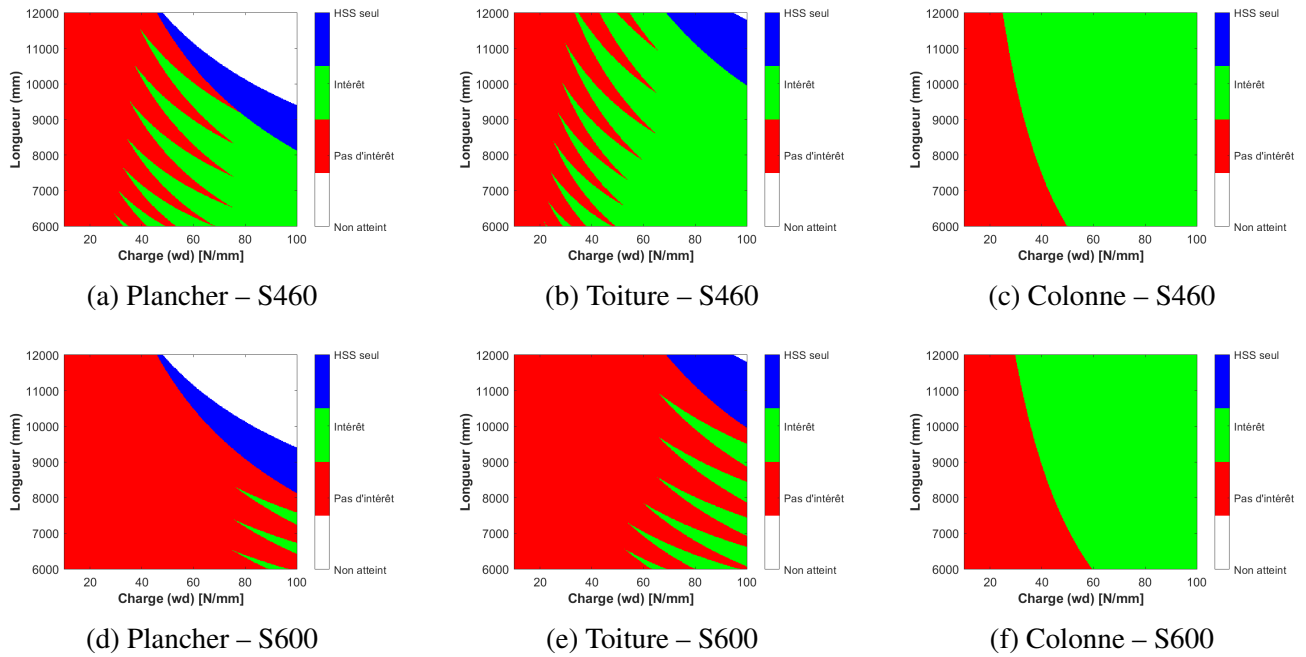 12000
11000
10000
9000
8000
7000
6000
Longueur (mm)
20 40 60 80 100
Charge (wd) [N/mm]
HSS seul
Intérêt
Pas d'intérêt
Non atteint
(a) Plancher – S460
12000
11000
10000
9000
8000
7000
6000
Longueur (mm)
20 40 60 80 100
Charge (wd) [N/mm]
HSS seul
Intérêt
Pas d'intérêt
Non atteint
(b) Toiture – S460
12000
11000
10000
9000
8000
7000
6000
Longueur (mm)
20 40 60 80 100
Charge (wd) [N/mm]
HSS seul
Intérêt
Pas d'intérêt
Non atteint
(c) Colonne – S460
12000
11000
10000
9000
8000
7000
6000
Longueur (mm)
20 40 60 80 100
Charge (wd) [N/mm]
HSS seul
Intérêt
Pas d'intérêt
Non atteint
(d) Plancher – S600
12000
11000
10000
9000
8000
7000
6000
Longueur (mm)
20 40 60 80 100
Charge (wd) [N/mm]
HSS seul
Intérêt
Pas d'intérêt
Non atteint
(e) Toiture – S600
12000
11000
10000
9000
8000
7000
6000
Longueur (mm)
20 40 60 80 100
Charge (wd) [N/mm]
HSS seul
Intérêt
Pas d'intérêt
Non atteint
(f) Colonne – S600